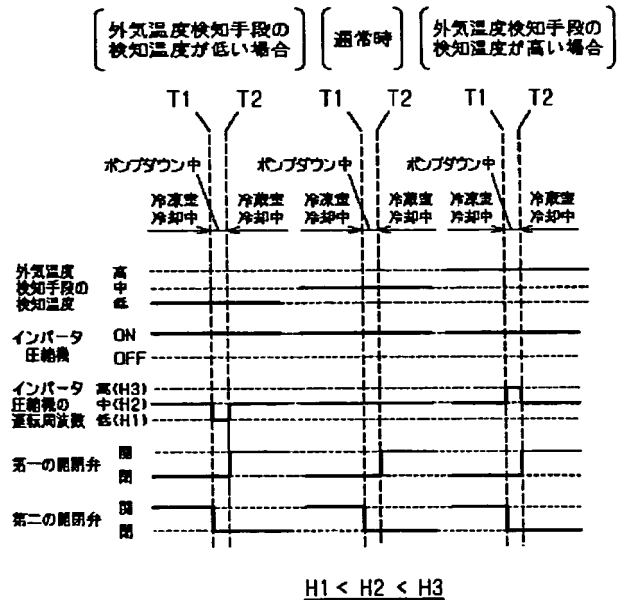 外気温度検知手段の
検知温度が低い場合
通常時
外気温度検知手段の
検知温度が高い場合
T1 T2 T1 T2 T1 T2
ポンプダウン中 ポンプダウン中 ポンプダウン中
冷凍室 冷蔵室 冷凍室 冷蔵室 冷凍室 冷蔵室
冷却中 冷却中 冷却中 冷却中 冷却中 冷却中
外気温度 高
検知手段の 中
検知温度 低
インバータ ON
圧縮機 OFF
インバータ 高(H3)
圧縮機の 中(H2)
運転周波数 低(H1)
開
第一の開閉弁
閉
開
第二の開閉弁
閉
H1 < H2 < H3